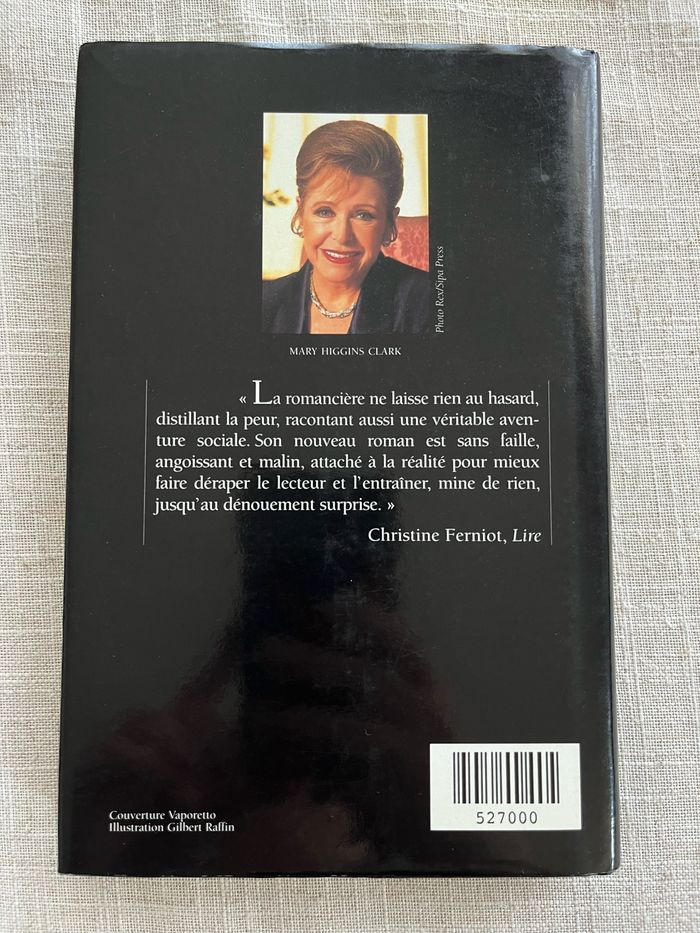 Photo Rex/Sipa Press
MARY HIGGINS CLARK
« La romancière ne laisse rien au hasard,
distillant la peur, racontant aussi une véritable aven-
ture sociale. Son nouveau roman est sans faille,
angoissant et malin, attaché à la réalité pour mieux
faire déraper le lecteur et l'entraîner, mine de rien,
jusqu'au dénouement surprise. »
Christine Ferniot, Lire
527000
Couverture Vaporetto
Illustration Gilbert Raffin